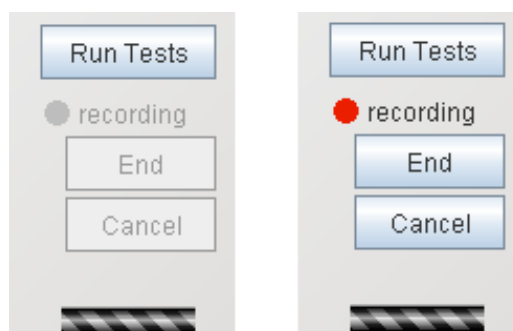 Run Tests
recording
End
Cancel
Run Tests
recording
End
Cancel